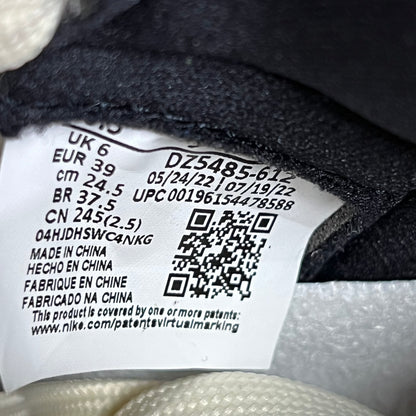 UK 6
EUR 39
cm 24.5
BR 37.5
CN 245(2.5)
DZ5485-612
05/24/22 | 07/19/22
UPC 00196154478588
04HJDHSWC4NKG
MADE IN CHINA
HECHO EN CHINA
FABRIQUE EN CHINE
FABRICADO NA CHINA
This product is covered by one or more patents:
www.nike.com/patentsvirtualmarking